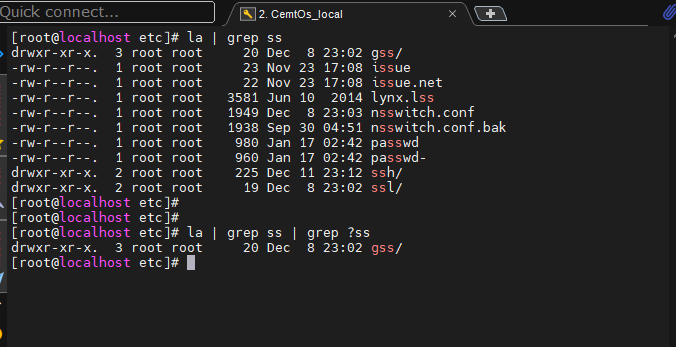 Quick connect...
2. CemtOs_local
[root@localhost etc]# la | grep ss
drwxr-xr-x.  3 root root     20 Dec  8 23:02 gss/
-rw-r--r--.  1 root root     23 Nov 23 17:08 issue
-rw-r--r--.  1 root root     22 Nov 23 17:08 issue.net
-rw-r--r--.  1 root root   3581 Jun 10  2014 lynx.lss
-rw-r--r--.  1 root root   1949 Dec  8 23:03 nsswitch.conf
-rw-r--r--.  1 root root   1938 Sep 30 04:51 nsswitch.conf.bak
-rw-r--r--.  1 root root    980 Jan 17 02:42 passwd
-rw-r--r--.  1 root root    960 Jan 17 02:42 passwd-
drwxr-xr-x.  2 root root    225 Dec 11 23:12 ssh/
drwxr-xr-x.  2 root root     19 Dec  8 23:02 ssl/
[root@localhost etc]#
[root@localhost etc]#
[root@localhost etc]# la | grep ss | grep ?ss
drwxr-xr-x.  3 root root     20 Dec  8 23:02 gss/
[root@localhost etc]#